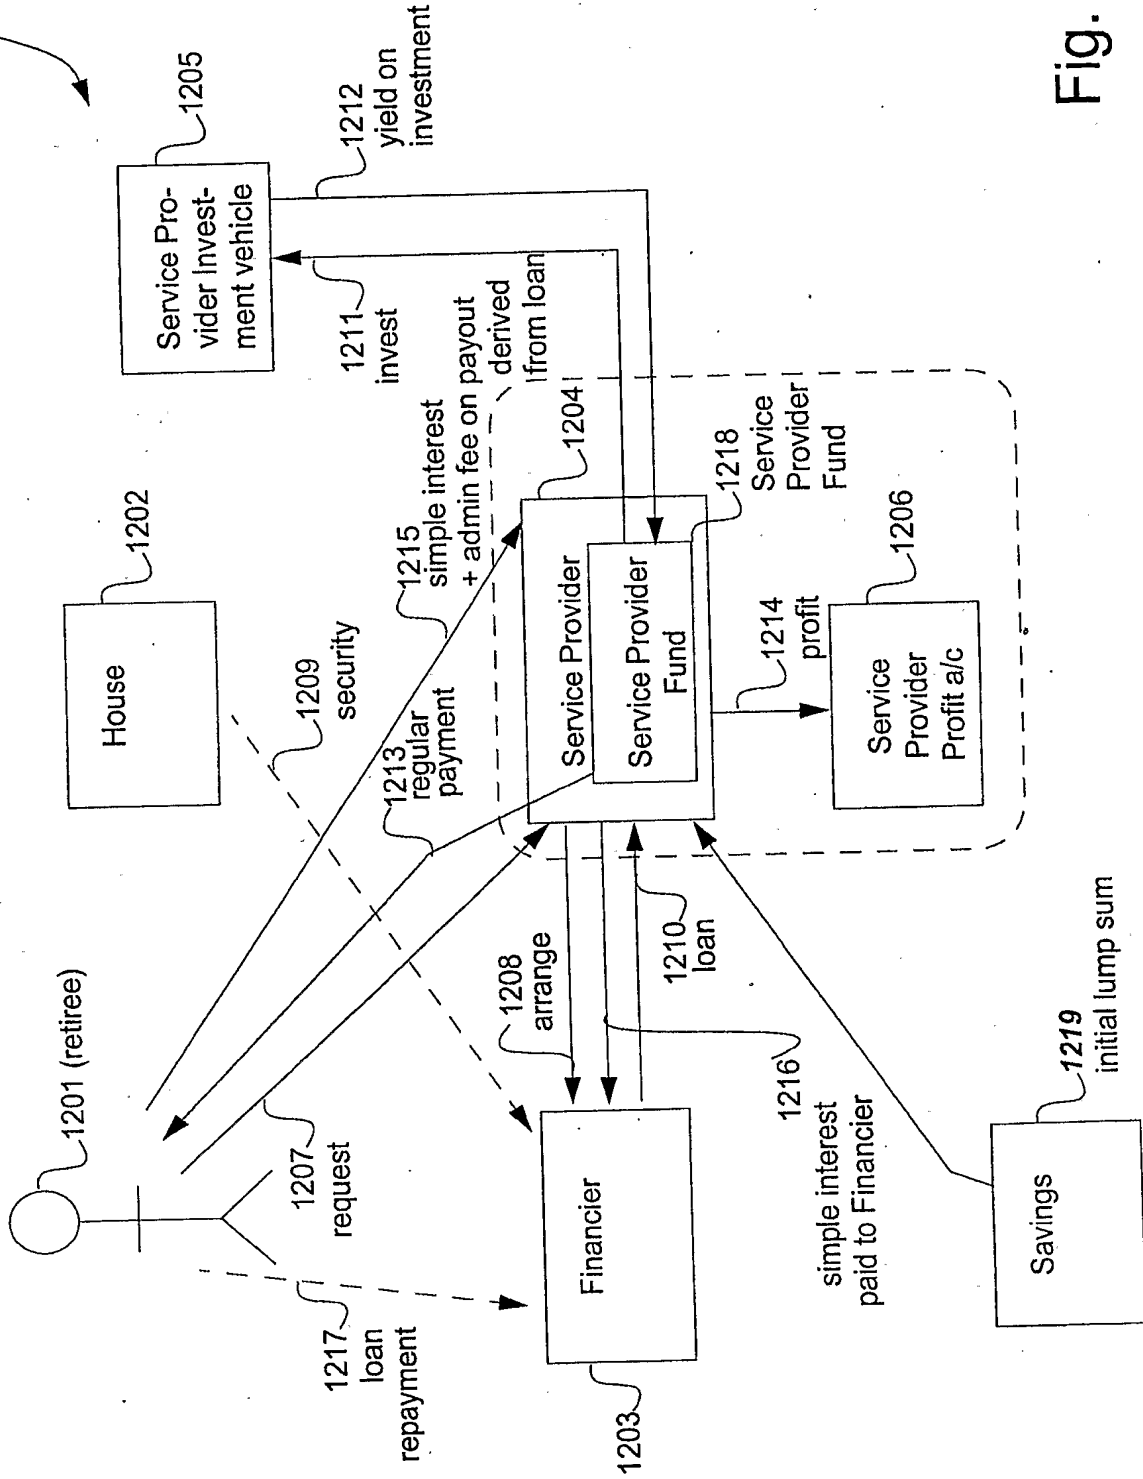 1201 (retiree)
1202
House
Service Pro-
vider Invest-
ment vehicle
1205
1217
loan
repayment
1207
request
1209
security
1213
regular
payment
1215
simple interest
+ admin fee on payout
derived
from loan
1211
invest
1212
yield on
investment
1203
Financier
1208
arrange
1210
loan
1216
simple interest
paid to Financier
1204
Service Provider
Service Provider
Fund
1218
Service
Provider
Fund
1214
profit
Service
Provider
Profit a/c
1206
Savings
1219
initial lump sum
Fig.